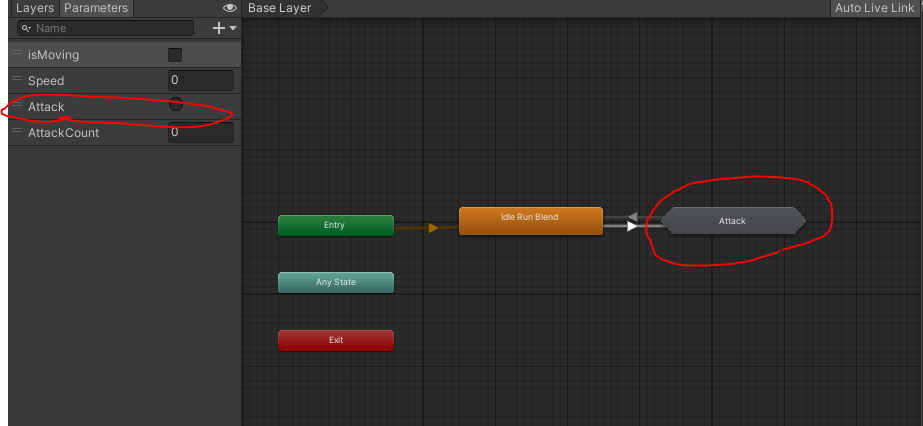 Layers Parameters
Base Layer
Auto Live Link
Name
isMoving
Speed 0
Attack
AttackCount 0
Idle Run Blend
Attack
Entry
Any State
Exit